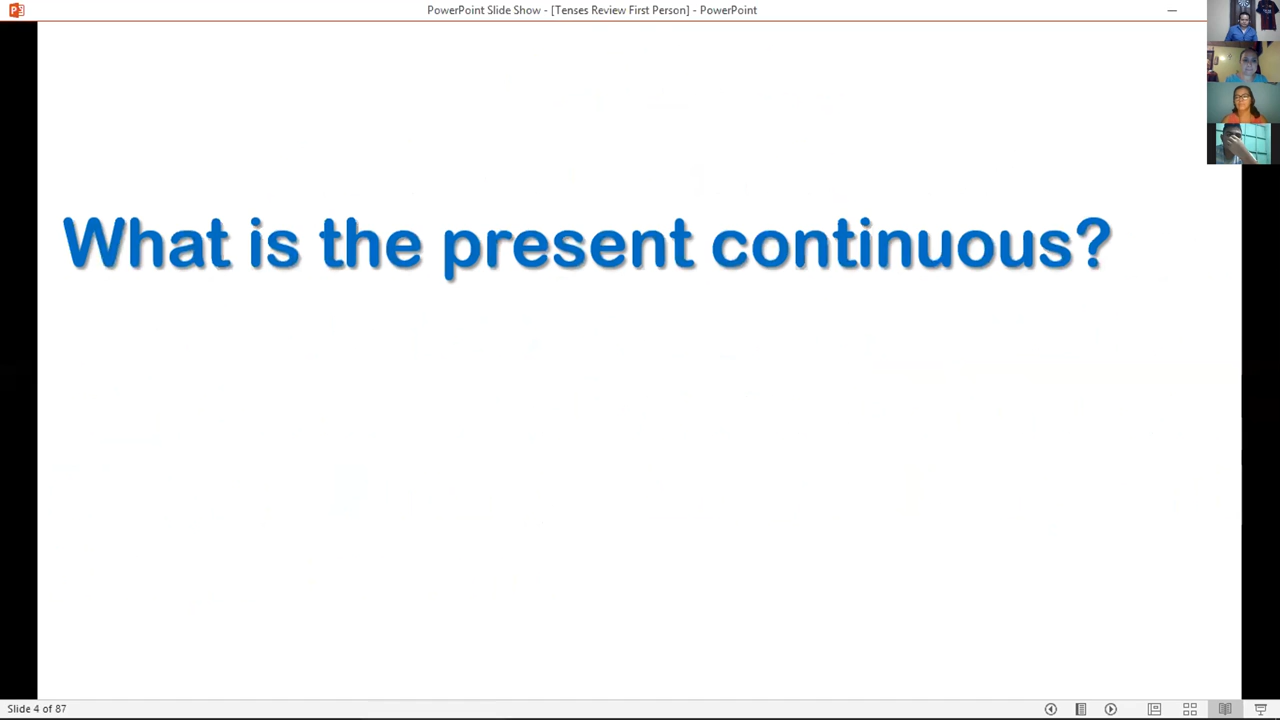 PowerPoint Slide Show - [Tenses Review First Person] - PowerPoint
What is the present continuous?
Slide 4 of 87